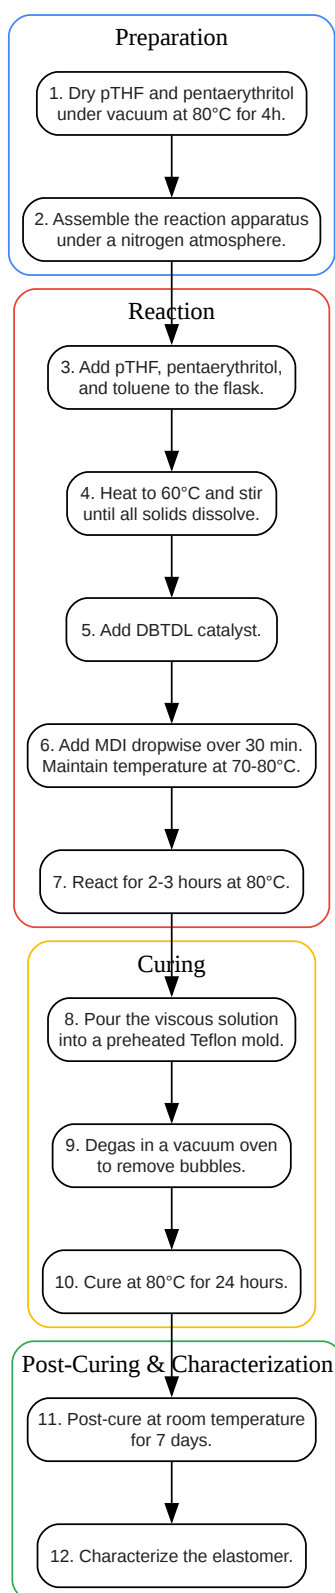 Preparation
1. Dry pTHF and pentaerythritol
under vacuum at 80°C for 4h.
2. Assemble the reaction apparatus
under a nitrogen atmosphere.
Reaction
3. Add pTHF, pentaerythritol,
and toluene to the flask.
4. Heat to 60°C and stir
until all solids dissolve.
5. Add DBTDL catalyst.
6. Add MDI dropwise over 30 min.
Maintain temperature at 70-80°C.
7. React for 2-3 hours at 80°C.
Curing
8. Pour the viscous solution
into a preheated Teflon mold.
9. Degas in a vacuum oven
to remove bubbles.
10. Cure at 80°C for 24 hours.
Post-Curing & Characterization
11. Post-cure at room temperature
for 7 days.
12. Characterize the elastomer.